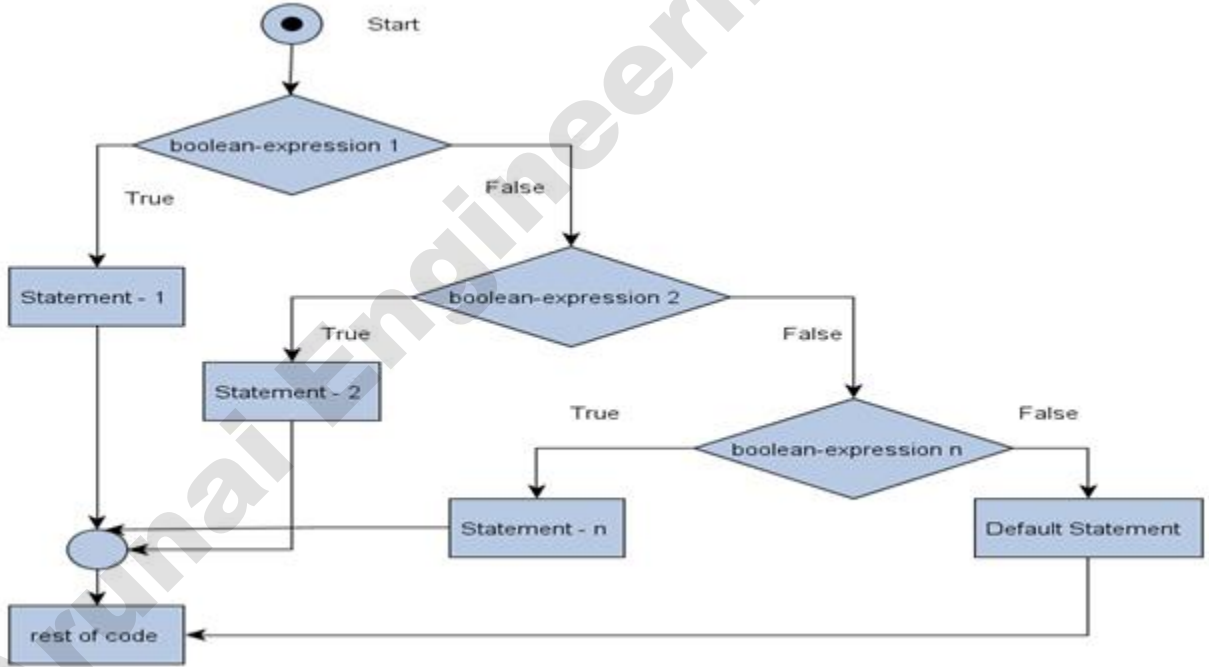 Start
boolean-expression 1
True
False
Statement - 1
boolean-expression 2
True
False
Statement - 2
True
False
boolean-expression n
Statement - n
Default Statement
rest of code